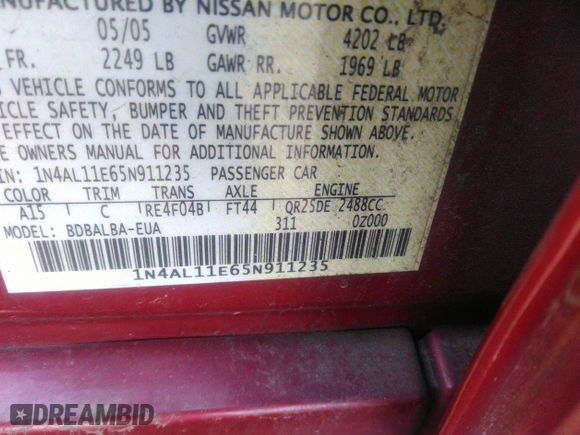 MANUFACTURED BY NISSAN MOTOR CO., LTD.
05/05 GVWR 4202 LB
FR. 2249 LB GAWR RR. 1969 LB
VEHICLE CONFORMS TO ALL APPLICABLE FEDERAL MOTOR
SAFETY, BUMPER AND THEFT PREVENTION STANDARDS
EFFECT ON THE DATE OF MANUFACTURE SHOWN ABOVE.
OWNERS MANUAL FOR ADDITIONAL INFORMATION.
IN: 1N4AL11E65N911235 PASSENGER CAR
COLOR TRIM TRANS AXLE ENGINE
A15 C RE4F04B FT44 QR25DE 2488CC
MODEL: BDBALBA-EUA 311 0Z000
1N4AL11E65N911235
DREAMBID